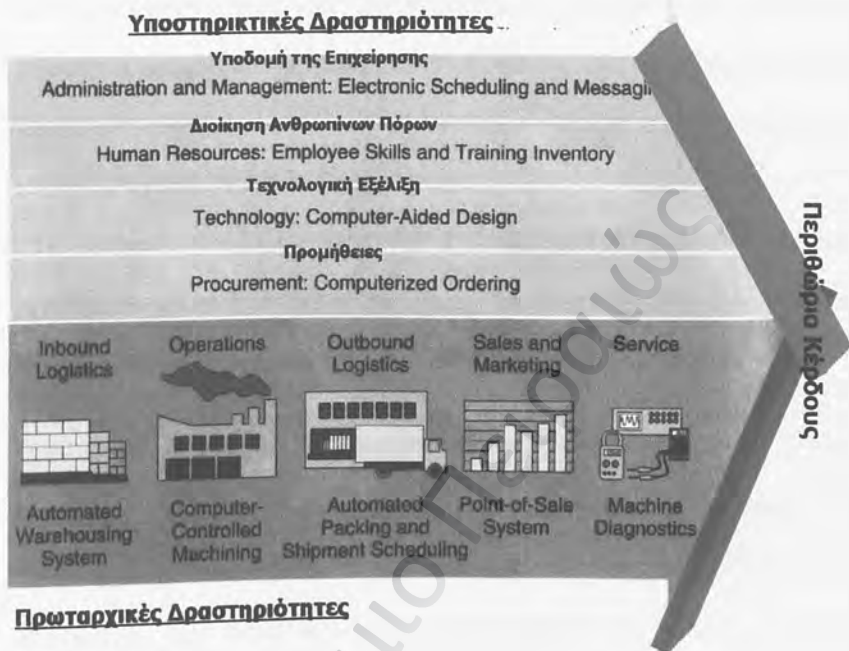 Υποστηρικτικές Δραστηριότητες
Υποδομή της Επιχείρησης
Administration and Management: Electronic Scheduling and Messagin
Διοίκηση Ανθρωπίνων Πόρων
Human Resources: Employee Skills and Training Inventory
Τεχνολογική Εξέλιξη
Technology: Computer-Aided Design
Προμήθειες
Procurement: Computerized Ordering
Inbound
Logistics
Operations
Outbound
Logistics
Sales and
Marketing
Service
Automated
Warehousing
System
Computer-
Controlled
Machining
Automated
Packing and
Shipment Scheduling
Point-of-Sale
System
Machine
Diagnostics
Περιθώριο Κέρδους
Πρωταρχικές Δραστηριότητες